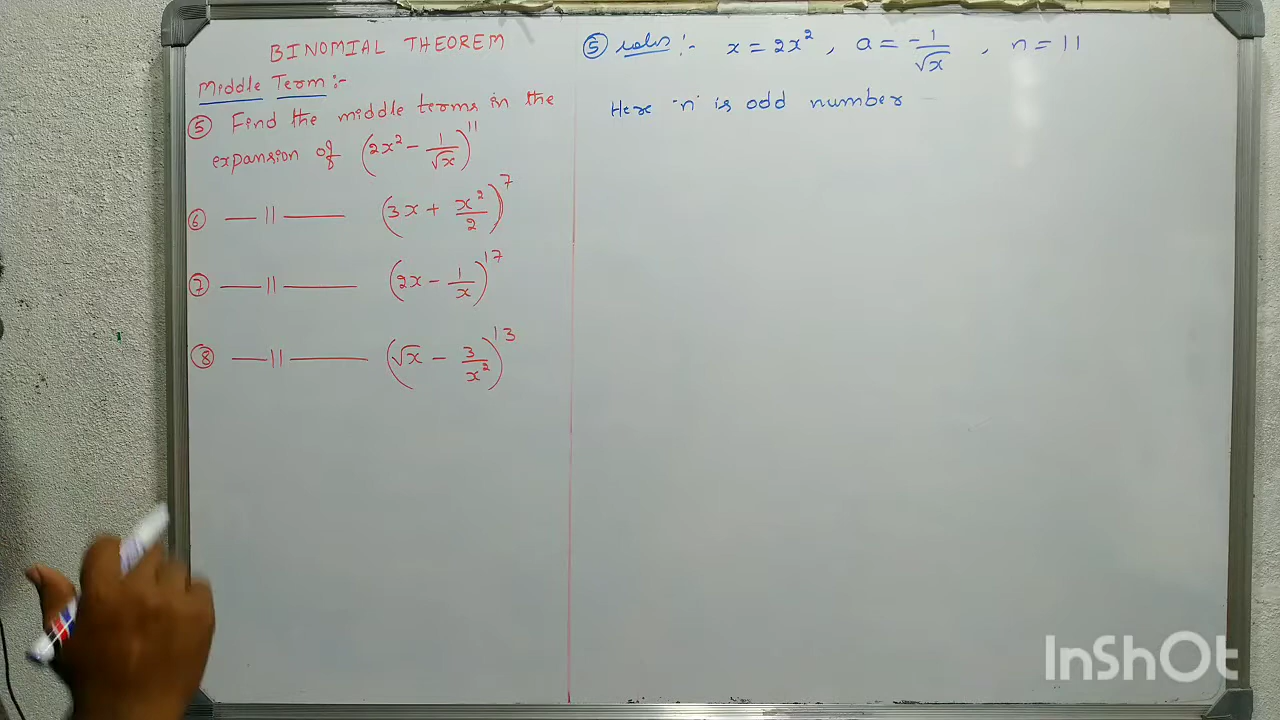 BINOMIAL THEOREM
Middle Term :-
⑤ Find the middle terms in the
expansion of (2x² - 1/√x)¹¹
⑥ — 11 — (3x + x²/2)⁷
⑦ — 11 — (2x - 1/x)¹⁷
⑧ — 11 — (√x - 3/x²)¹³
⑤ soln :- x = 2x², a = -1/√x, n = 11
Here 'n' is odd number
InShOt